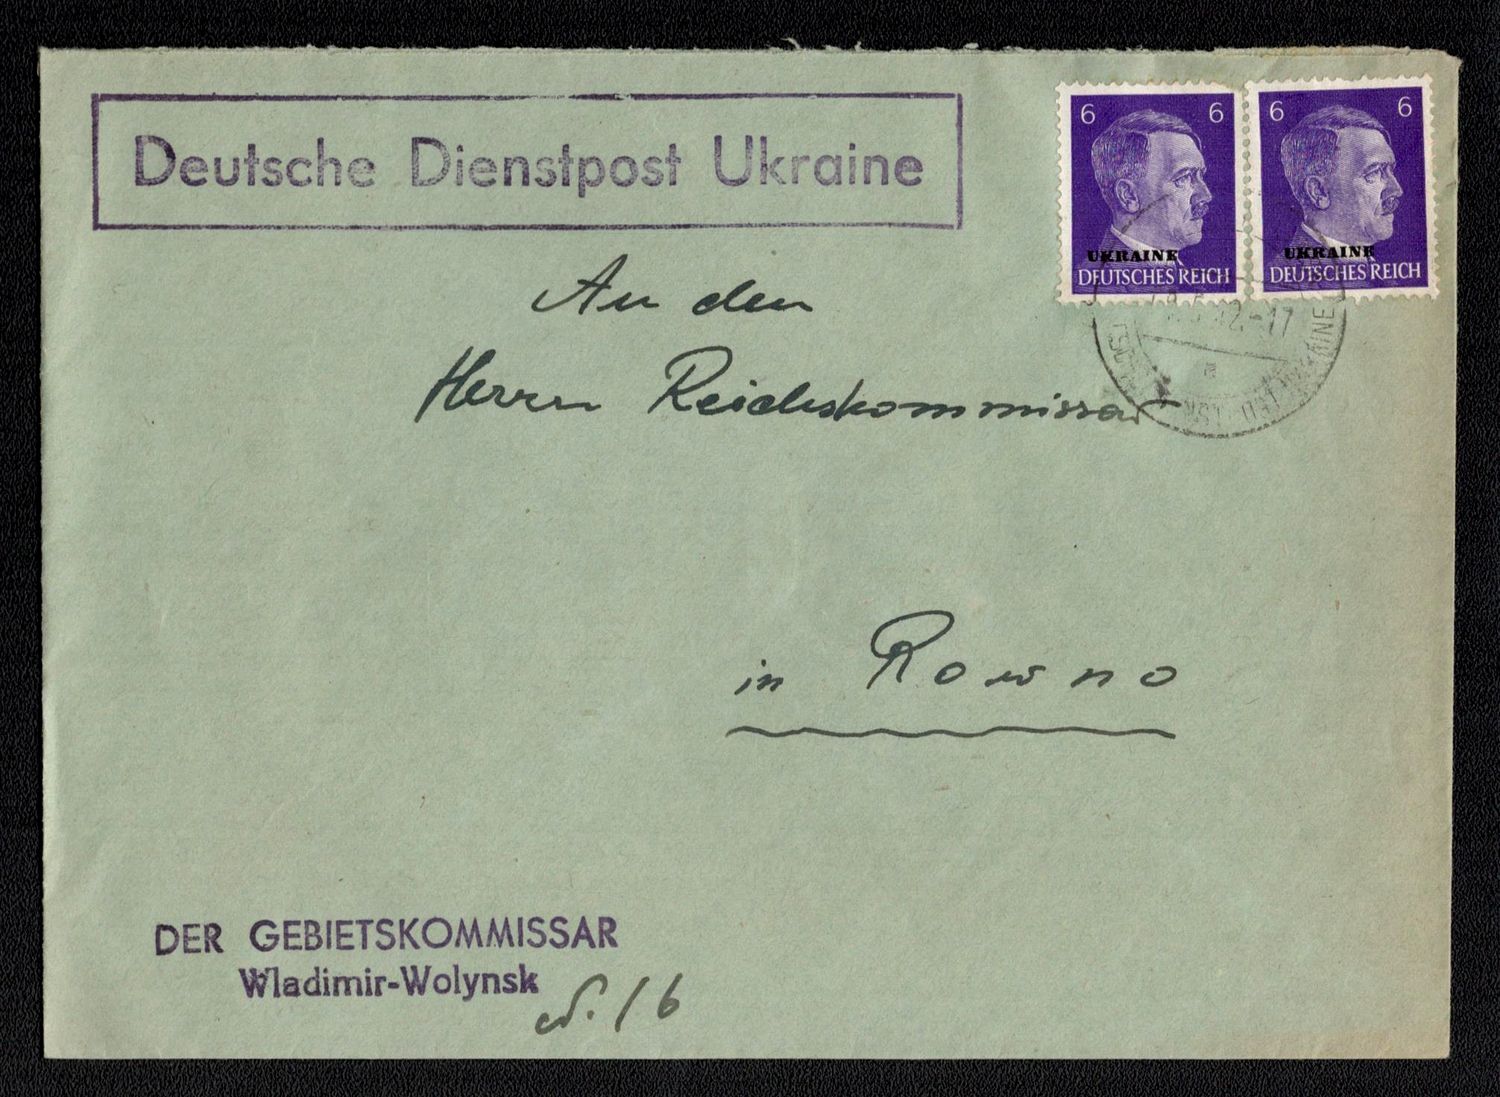 Deutsche Dienstpost Ukraine
6 6
UKRAINE
DEUTSCHES REICH
6 6
UKRAINE
DEUTSCHES REICH
An den
Herrn Reichskommissar
in Rowno
DER GEBIETSKOMMISSAR
Wladimir-Wolynsk